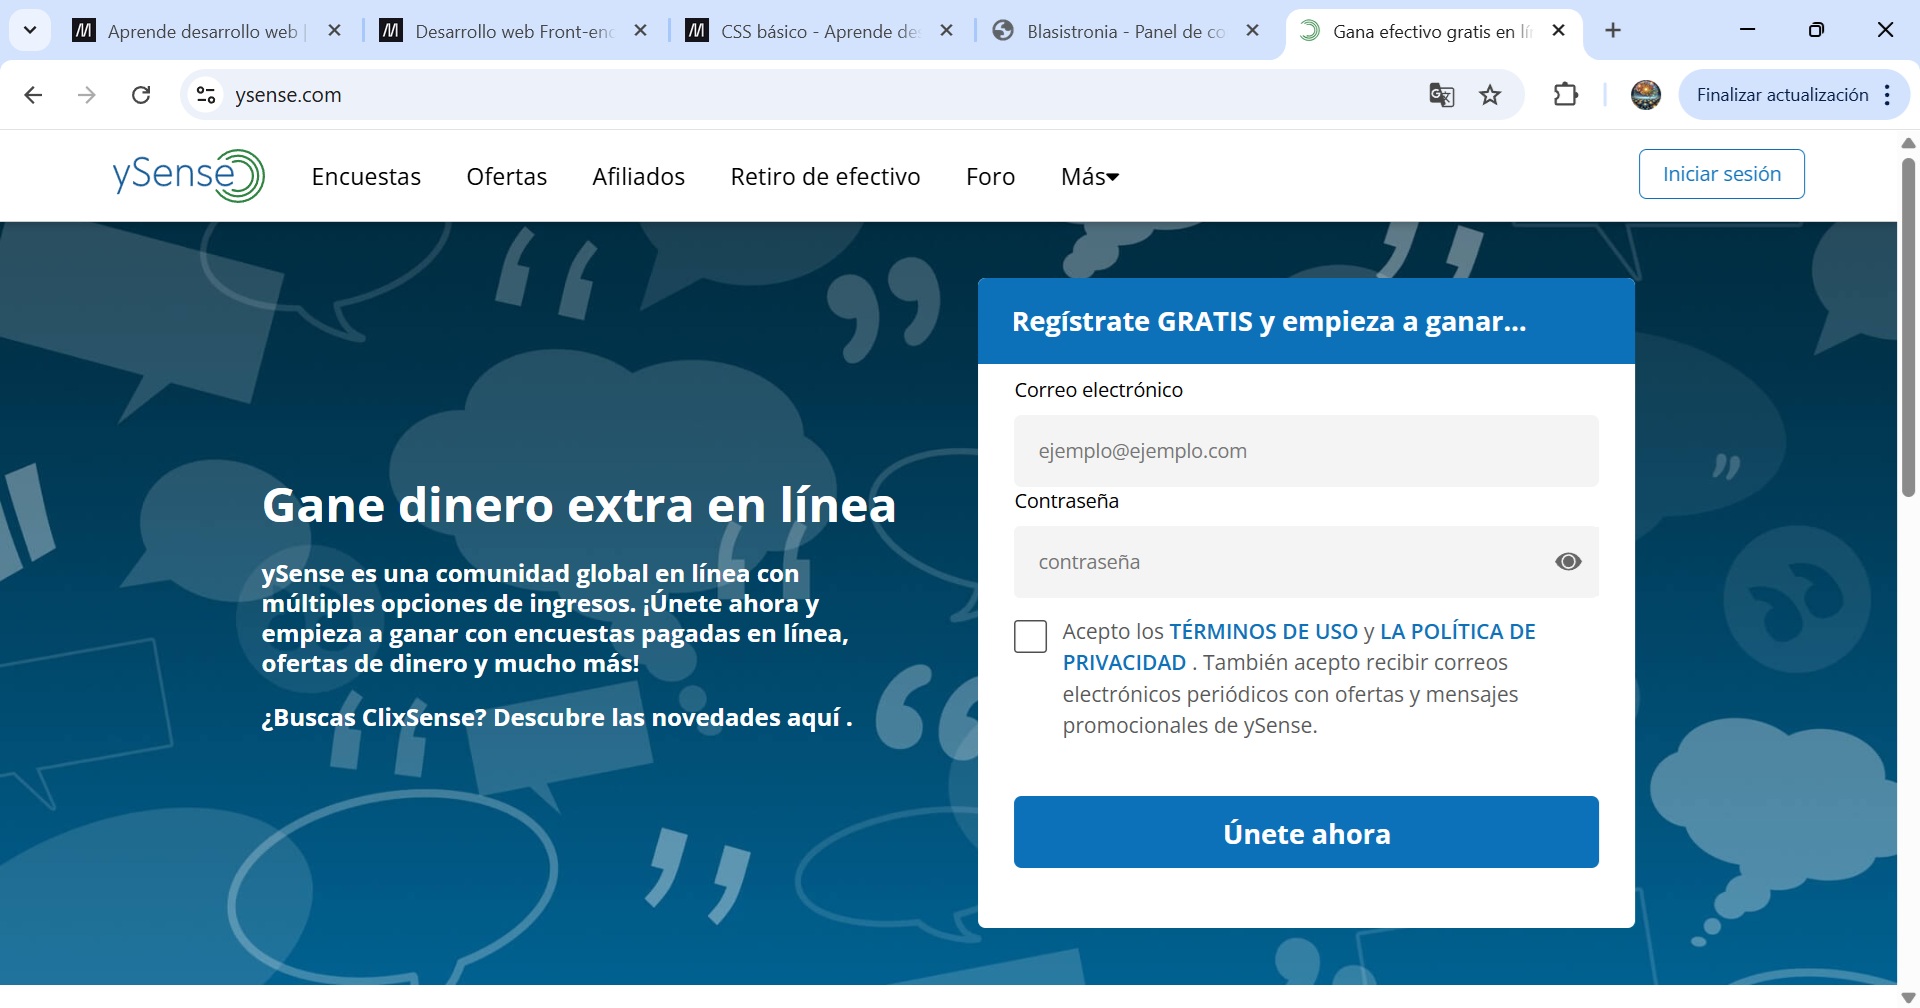 Aprende desarrollo web |
Desarrollo web Front-enc
CSS básico - Aprende de
Blasistronia - Panel de co
Gana efectivo gratis en lí
ysense.com
Finalizar actualización
ySense
Encuestas
Ofertas
Afiliados
Retiro de efectivo
Foro
Más
Iniciar sesión
Gane dinero extra en línea
ySense es una comunidad global en línea con
múltiples opciones de ingresos. ¡Únete ahora y
empieza a ganar con encuestas pagadas en línea,
ofertas de dinero y mucho más!
¿Buscas ClixSense? Descubre las novedades aquí .
Regístrate GRATIS y empieza a ganar...
Correo electrónico
ejemplo@ejemplo.com
Contraseña
contraseña
Acepto los TÉRMINOS DE USO y LA POLÍTICA DE
PRIVACIDAD . También acepto recibir correos
electrónicos periódicos con ofertas y mensajes
promocionales de ySense.
Únete ahora